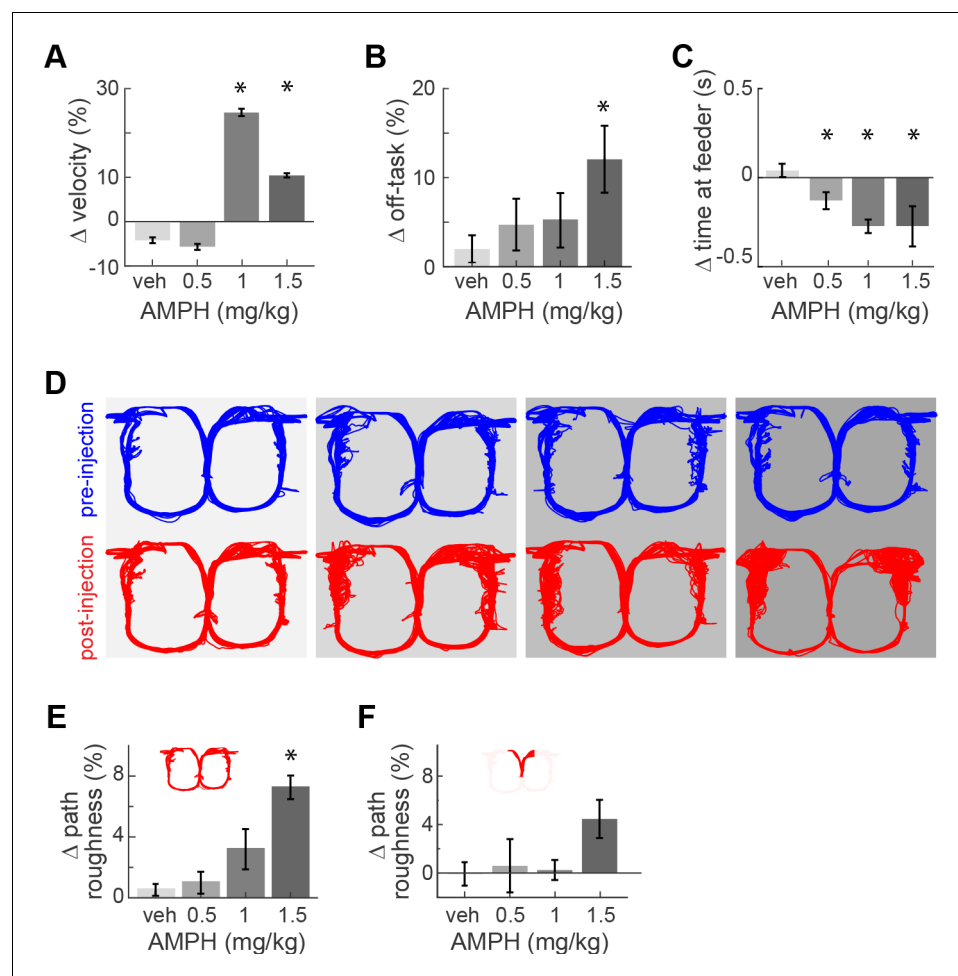 A
Δ velocity (%)
30
10
0
-10
*
*
veh 0.5 1 1.5
AMPH (mg/kg)
B
Δ off-task (%)
20
10
0
*
veh 0.5 1 1.5
AMPH (mg/kg)
C
Δ time at feeder (s)
0.5
0
-0.5
* * *
veh 0.5 1 1.5
AMPH (mg/kg)
D
pre-injection
post-injection
E
Δ path
roughness (%)
8
4
0
*
veh 0.5 1 1.5
AMPH (mg/kg)
F
Δ path
roughness (%)
8
4
0
veh 0.5 1 1.5
AMPH (mg/kg)